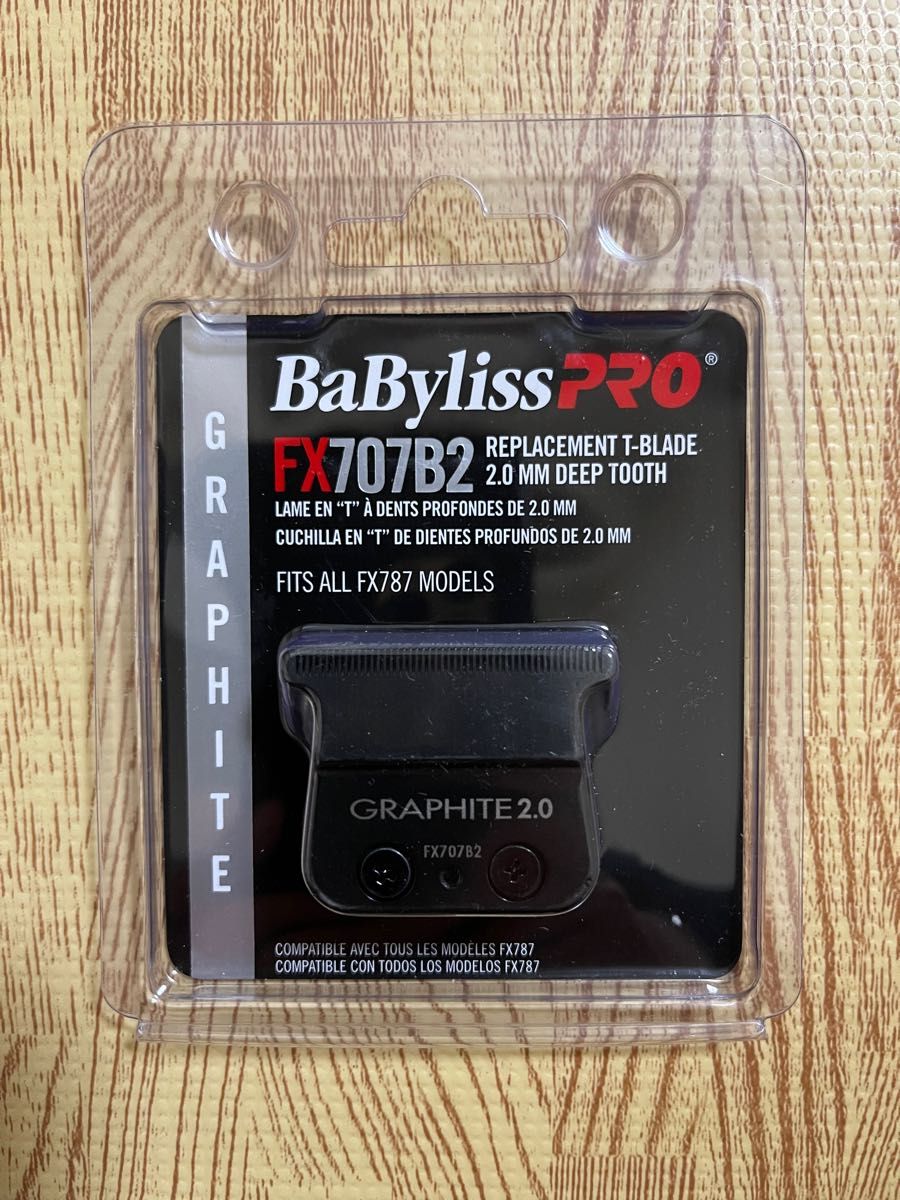 BaBylissPRO®
GRAPHITE
FX707B2 REPLACEMENT T-BLADE
2.0 MM DEEP TOOTH
LAME EN “T” À DENTS PROFONDES DE 2.0 MM
CUCHILLA EN “T” DE DIENTES PROFUNDOS DE 2.0 MM
FITS ALL FX787 MODELS
GRAPHITE 2.0
FX707B2
COMPATIBLE AVEC TOUS LES MODÈLES FX787
COMPATIBLE CON TODOS LOS MODELOS FX787